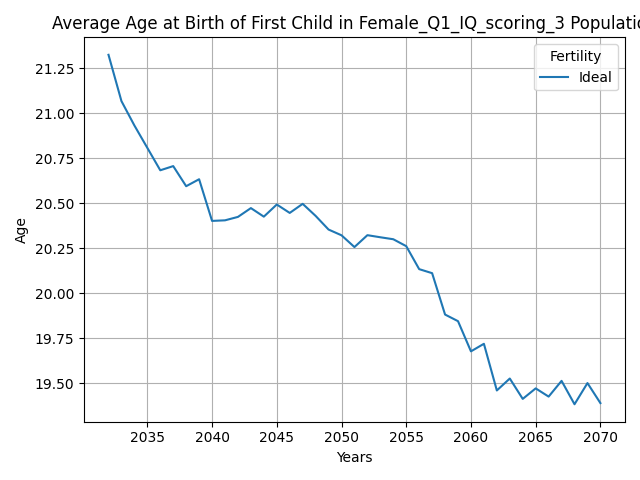 Average Age at Birth of First Child in Female_Q1_IQ_scoring_3 Populatio
Fertility
Ideal
21.25
21.00
20.75
20.50
20.25
20.00
19.75
19.50
Age
2035 2040 2045 2050 2055 2060 2065 2070
Years